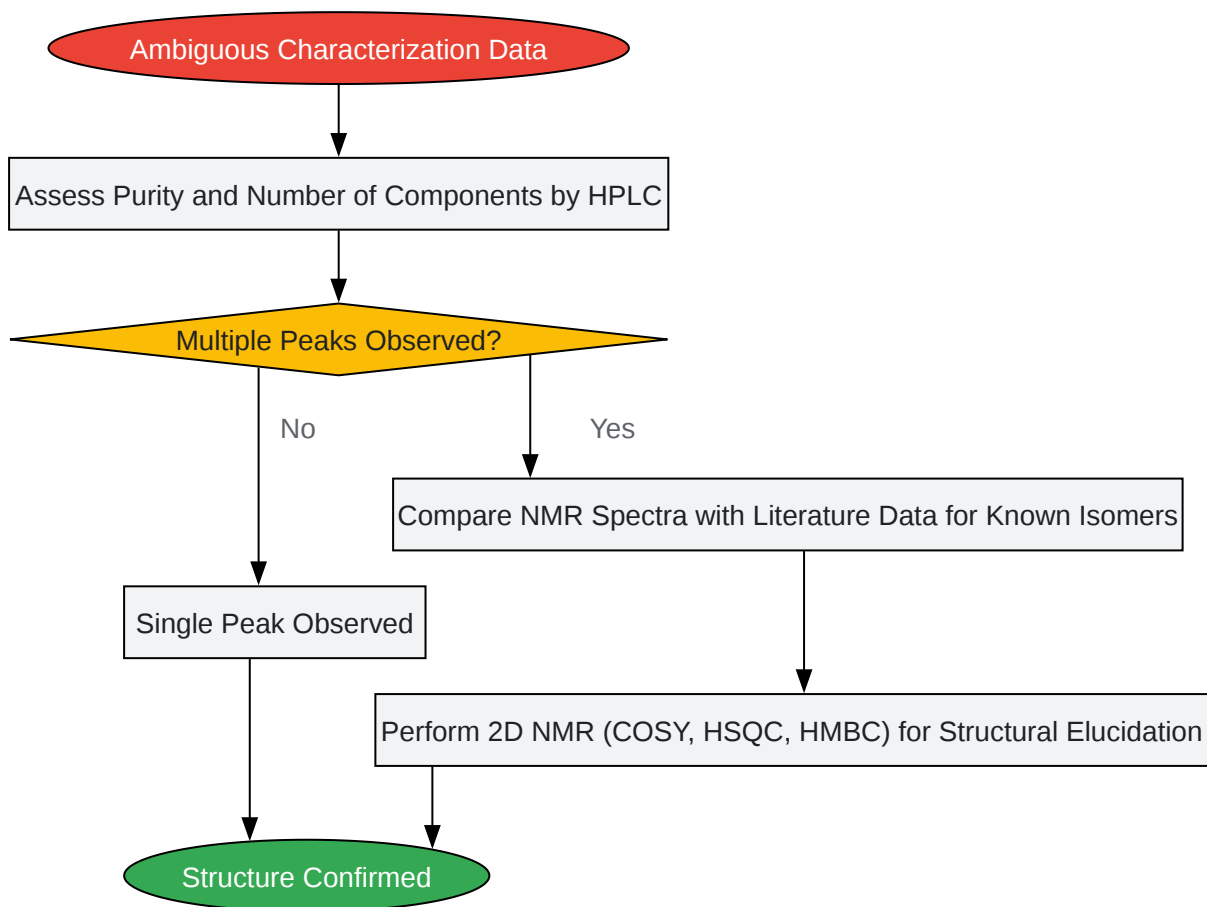 Ambiguous Characterization Data
Assess Purity and Number of Components by HPLC
Multiple Peaks Observed?
No
Yes
Compare NMR Spectra with Literature Data for Known Isomers
Single Peak Observed
Perform 2D NMR (COSY, HSQC, HMBC) for Structural Elucidation
Structure Confirmed